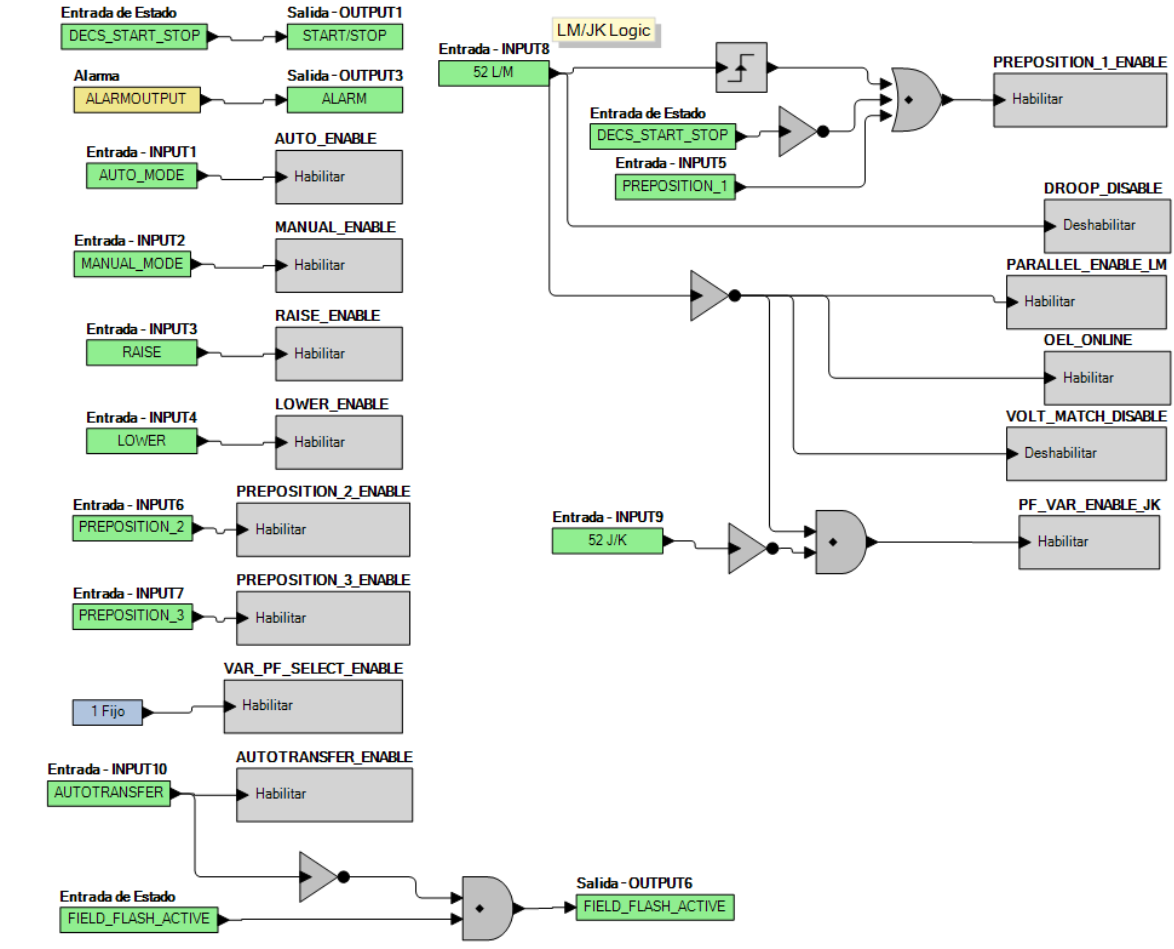 Entrada de Estado
DECS_START_STOP
Salida - OUTPUT1
START/STOP
Alarma
ALARMOUTPUT
Salida - OUTPUT3
ALARM
Entrada - INPUT1
AUTO_MODE
AUTO_ENABLE
Habilitar
Entrada - INPUT2
MANUAL_MODE
MANUAL_ENABLE
Habilitar
Entrada - INPUT3
RAISE
RAISE_ENABLE
Habilitar
Entrada - INPUT4
LOWER
LOWER_ENABLE
Habilitar
Entrada - INPUT6
PREPOSITION_2
PREPOSITION_2_ENABLE
Habilitar
Entrada - INPUT7
PREPOSITION_3
PREPOSITION_3_ENABLE
Habilitar
1 Fijo
VAR_PF_SELECT_ENABLE
Habilitar
Entrada - INPUT10
AUTOTRANSFER
AUTOTRANSFER_ENABLE
Habilitar
Entrada de Estado
FIELD_FLASH_ACTIVE
Salida - OUTPUT6
FIELD_FLASH_ACTIVE
LM/JK Logic
Entrada - INPUT8
52 L/M
Entrada de Estado
DECS_START_STOP
Entrada - INPUT5
PREPOSITION_1
PREPOSITION_1_ENABLE
Habilitar
DROOP_DISABLE
Deshabilitar
PARALLEL_ENABLE_LM
Habilitar
OEL_ONLINE
Habilitar
VOLT_MATCH_DISABLE
Deshabilitar
Entrada - INPUT9
52 J/K
PF_VAR_ENABLE_JK
Habilitar